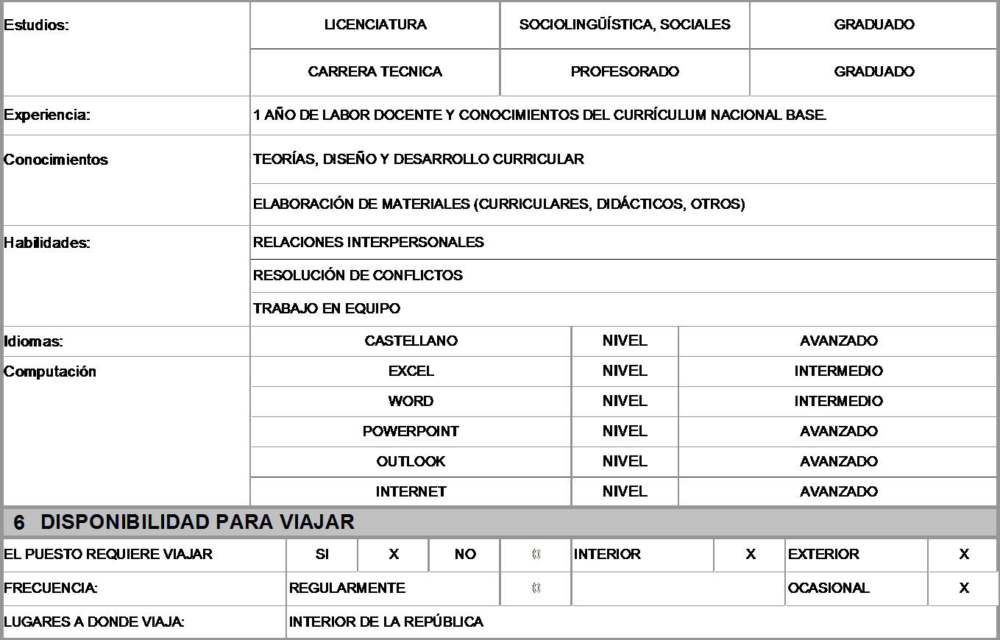 Estudios: LICENCIATURA SOCIOLINGÜÍSTICA, SOCIALES GRADUADO
CARRERA TECNICA PROFESORADO GRADUADO
Experiencia: 1 AÑO DE LABOR DOCENTE Y CONOCIMIENTOS DEL CURRÍCULUM NACIONAL BASE.
Conocimientos TEORÍAS, DISEÑO Y DESARROLLO CURRICULAR
ELABORACIÓN DE MATERIALES (CURRICULARES, DIDÁCTICOS, OTROS)
Habilidades: RELACIONES INTERPERSONALES
RESOLUCIÓN DE CONFLICTOS
TRABAJO EN EQUIPO
Idiomas: CASTELLANO NIVEL AVANZADO
Computación EXCEL NIVEL INTERMEDIO
WORD NIVEL INTERMEDIO
POWERPOINT NIVEL AVANZADO
OUTLOOK NIVEL AVANZADO
INTERNET NIVEL AVANZADO
6 DISPONIBILIDAD PARA VIAJAR
EL PUESTO REQUIERE VIAJAR SI X NO 0 INTERIOR X EXTERIOR X
FRECUENCIA: REGULARMENTE 0 OCASIONAL X
LUGARES A DONDE VIAJA: INTERIOR DE LA REPÚBLICA